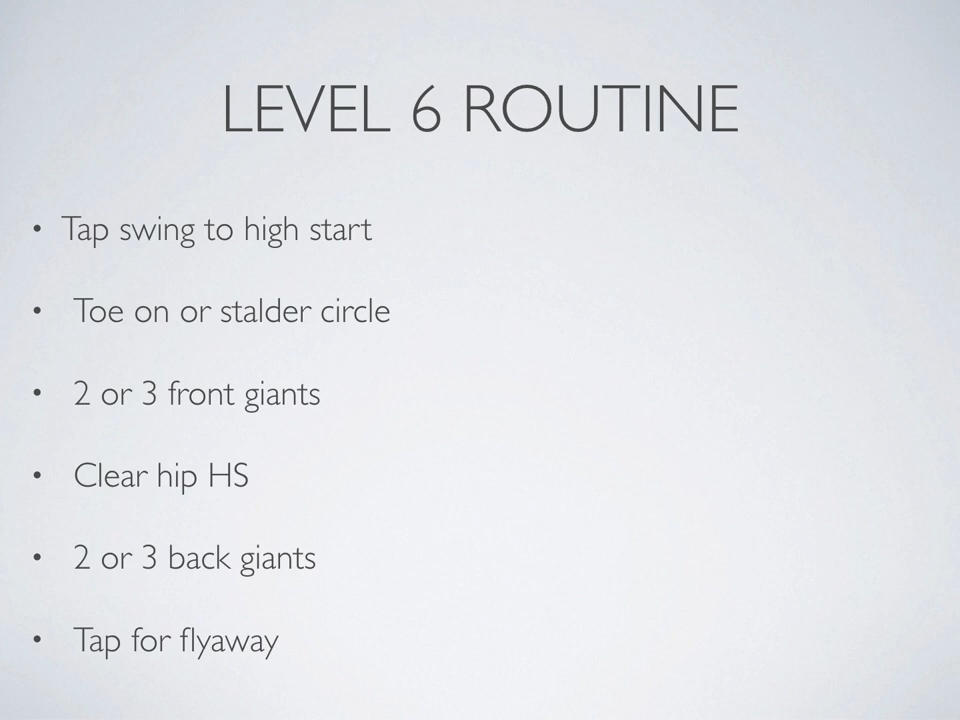 LEVEL 6 ROUTINE
• Tap swing to high start
• Toe on or stalder circle
• 2 or 3 front giants
• Clear hip HS
• 2 or 3 back giants
• Tap for flyaway